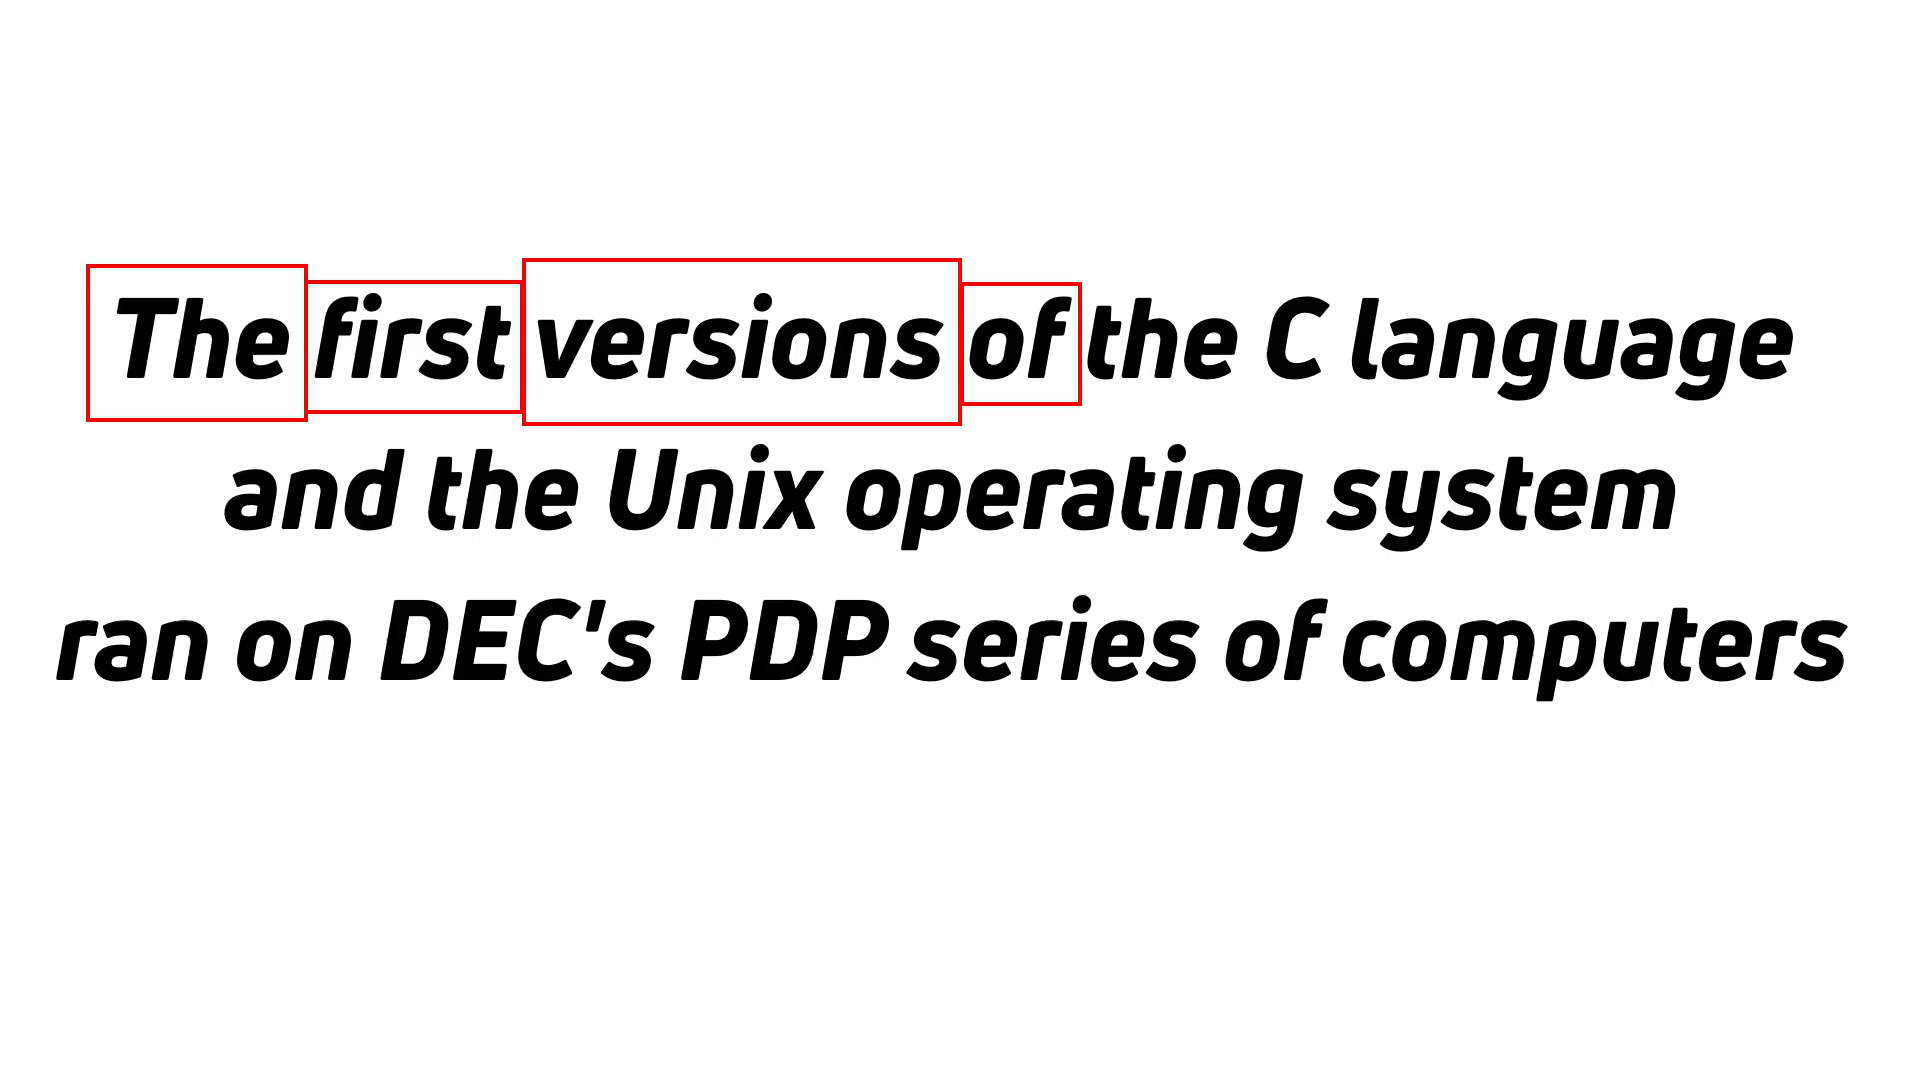 The first versions of the C language
and the Unix operating system
ran on DEC's PDP series of computers